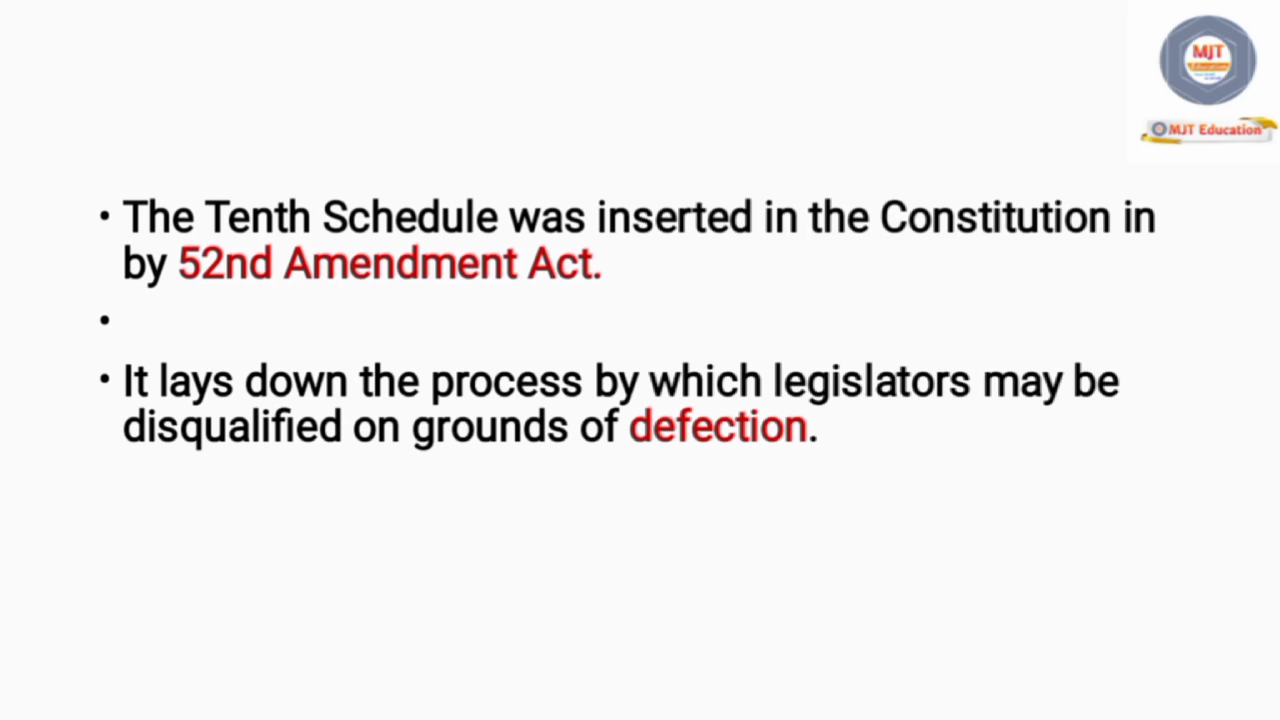 MJT
Education
MJT Education
• The Tenth Schedule was inserted in the Constitution in
by 52nd Amendment Act.
•
• It lays down the process by which legislators may be
disqualified on grounds of defection.